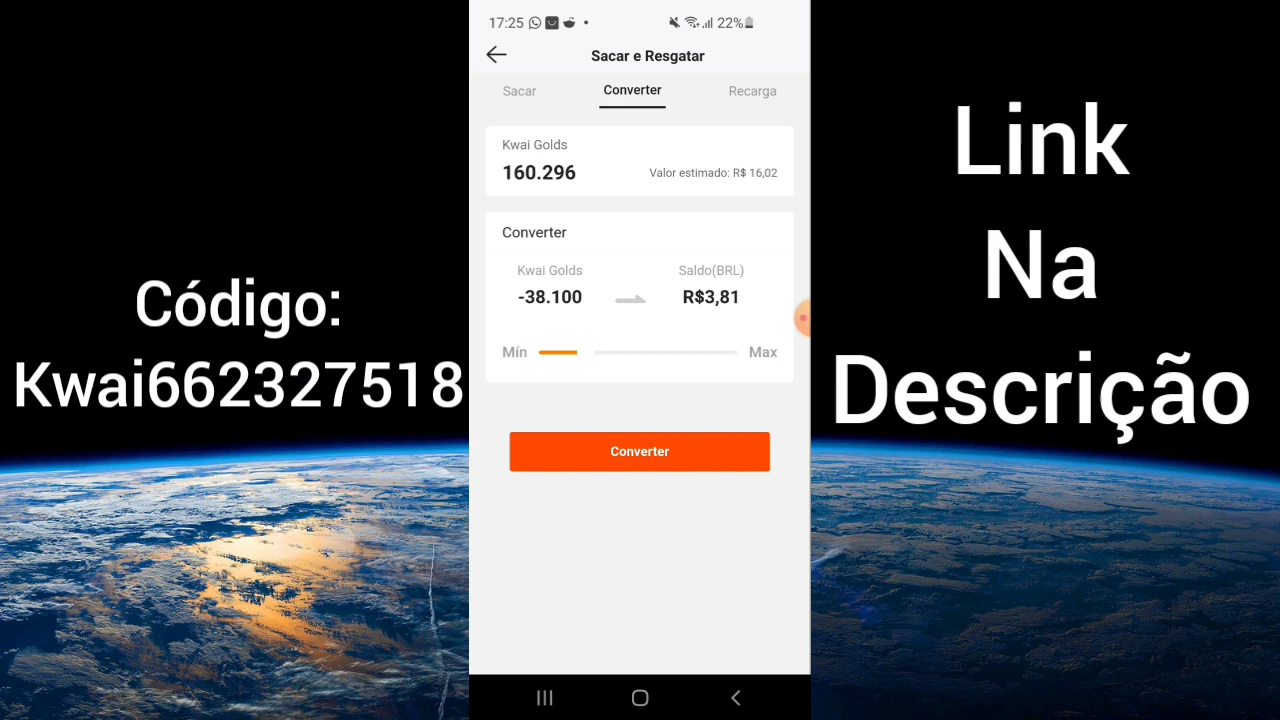 Código:
Kwai662327518
17:25
22%
Sacar e Resgatar
Sacar
Converter
Recarga
Kwai Golds
160.296
Valor estimado: R$ 16,02
Converter
Kwai Golds
Saldo(BRL)
-38.100
R$3,81
Mín
Max
Converter
Link
Na
Descrição